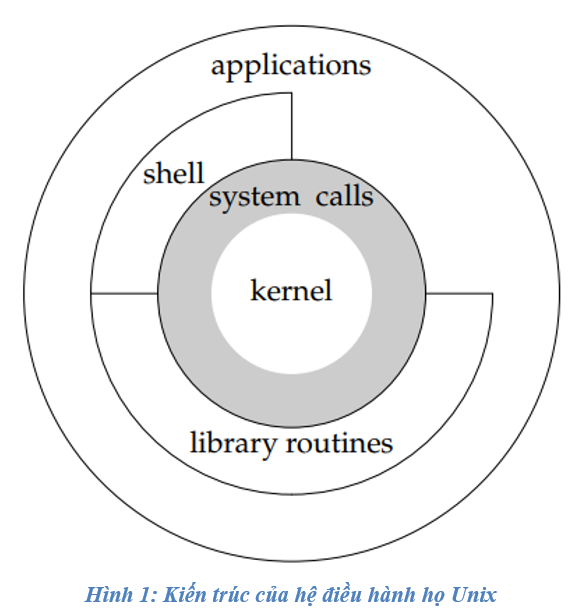 applications
shell
system calls
kernel
library routines
Hình 1: Kiến trúc của hệ điều hành họ Unix